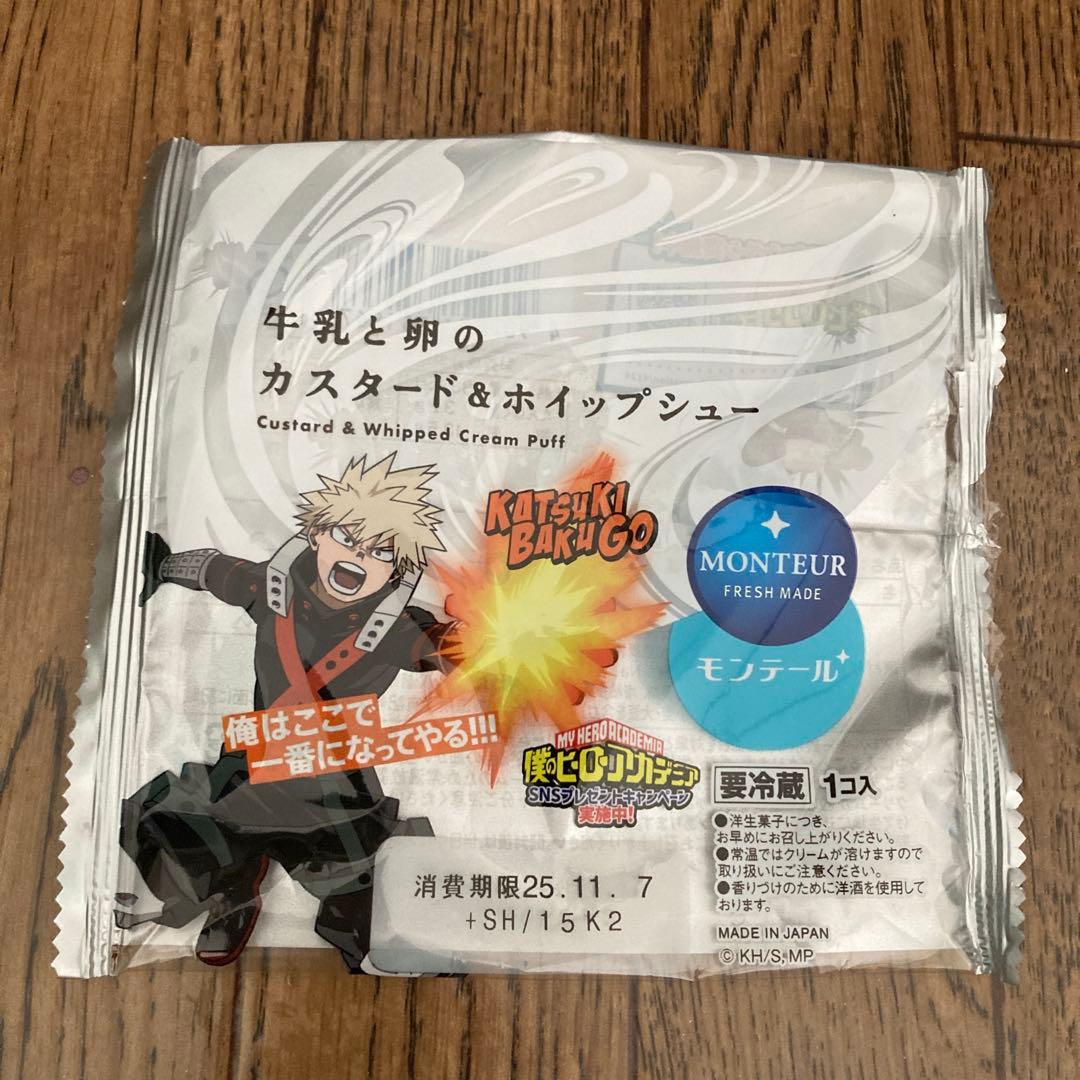 牛乳と卵の
カスタード&ホイップシュー
Custard & Whipped Cream Puff
KATSUKI
BAKUGO
MONTEUR
FRESH MADE
モンテール
俺はここで
一番になってやる!!!
MY HERO ACADEMIA
僕のヒーローアカデミア
SNSプレゼントキャンペーン
実施中!
要冷蔵 1コ入
●洋生菓子につき、
お早めにお召し上がりください。
●常温ではクリームが溶けますので
取り扱いにご注意ください。
●香りづけのために洋酒を使用して
おります。
消費期限25.11. 7
+SH/15K2
MADE IN JAPAN
© KH/S, MP